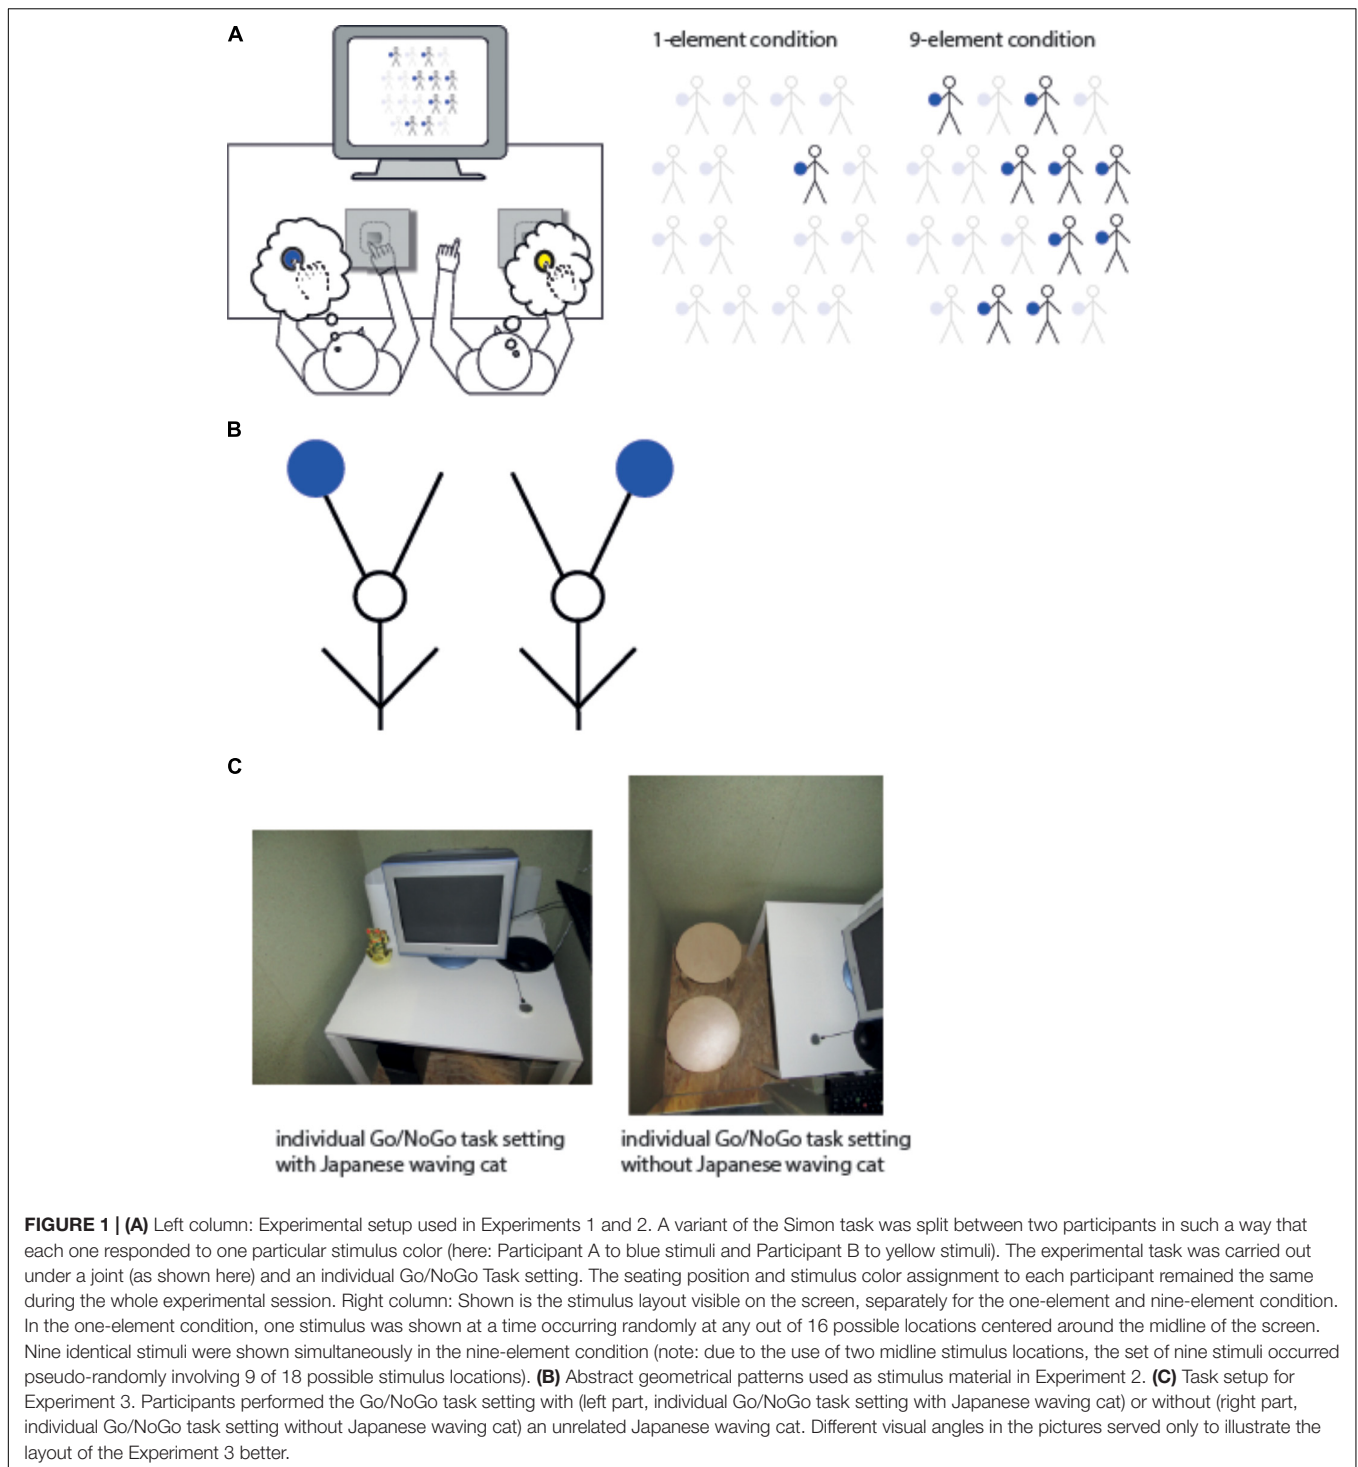 A
1-element condition
9-element condition
B
C
individual Go/NoGo task setting
with Japanese waving cat
individual Go/NoGo task setting
without Japanese waving cat
FIGURE 1 | (A) Left column: Experimental setup used in Experiments 1 and 2. A variant of the Simon task was split between two participants in such a way that
each one responded to one particular stimulus color (here: Participant A to blue stimuli and Participant B to yellow stimuli). The experimental task was carried out
under a joint (as shown here) and an individual Go/NoGo Task setting. The seating position and stimulus color assignment to each participant remained the same
during the whole experimental session. Right column: Shown is the stimulus layout visible on the screen, separately for the one-element and nine-element condition.
In the one-element condition, one stimulus was shown at a time occurring randomly at any out of 16 possible locations centered around the midline of the screen.
Nine identical stimuli were shown simultaneously in the nine-element condition (note: due to the use of two midline stimulus locations, the set of nine stimuli occurred
pseudo-randomly involving 9 of 18 possible stimulus locations). (B) Abstract geometrical patterns used as stimulus material in Experiment 2. (C) Task setup for
Experiment 3. Participants performed the Go/NoGo task setting with (left part, individual Go/NoGo task setting with Japanese waving cat) or without (right part,
individual Go/NoGo task setting without Japanese waving cat) an unrelated Japanese waving cat. Different visual angles in the pictures served only to illustrate the
layout of the Experiment 3 better.